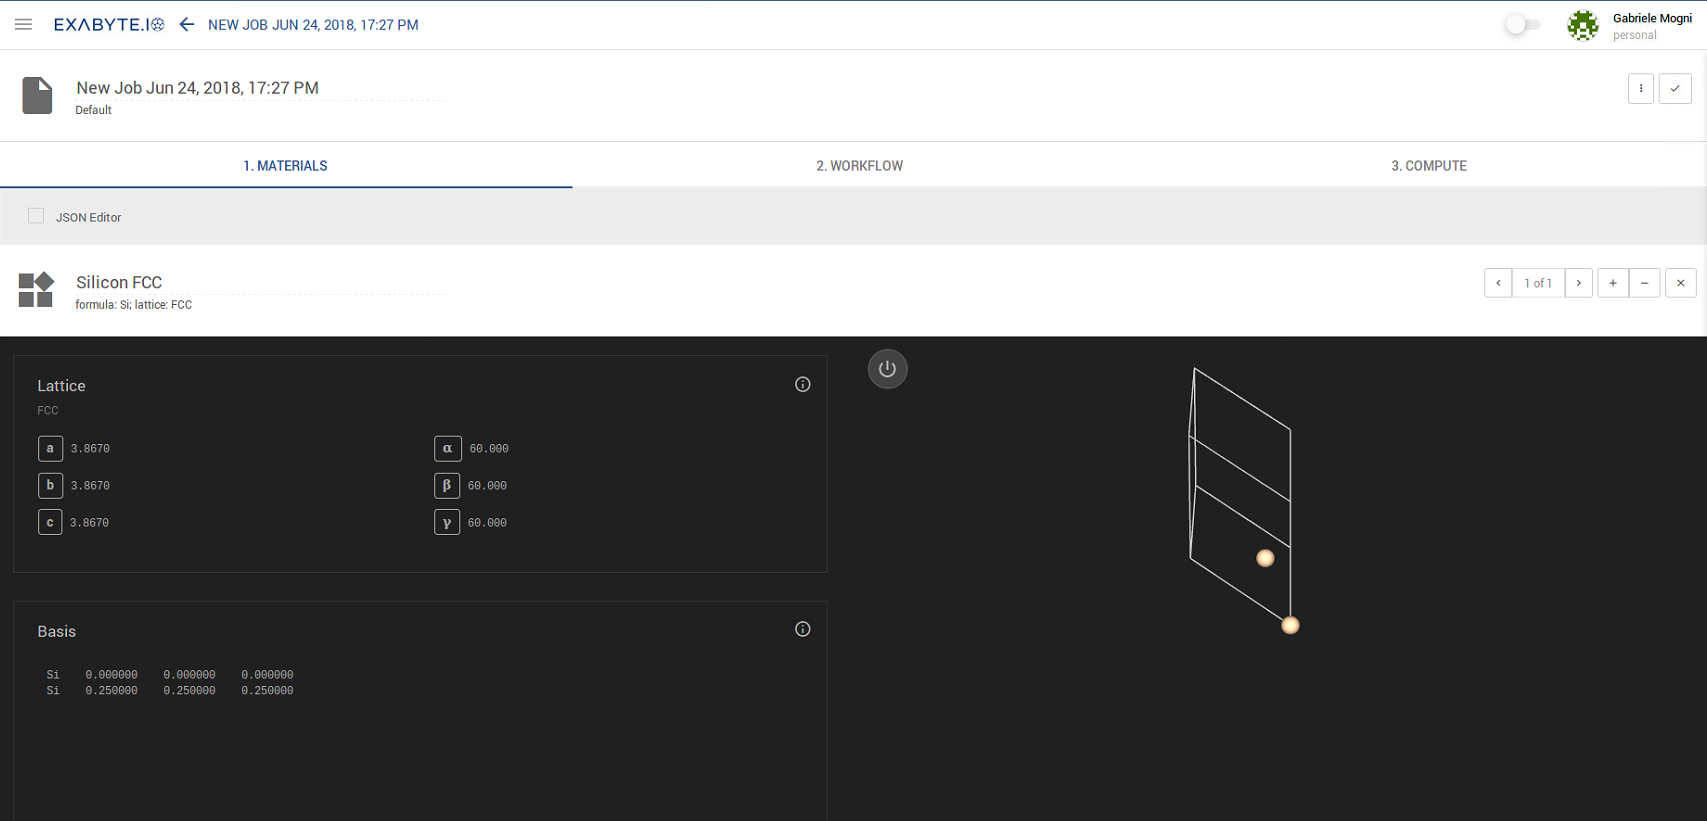 EXABYTE.IO NEW JOB JUN 24, 2018, 17:27 PM
Gabriele Mogni
personal
New Job Jun 24, 2018, 17:27 PM
Default
1. MATERIALS 2. WORKFLOW 3. COMPUTE
JSON Editor
Silicon FCC
formula: Si; lattice: FCC
1 of 1 + −
Lattice
FCC
a 3.8670 α 60.000
b 3.8670 β 60.000
c 3.8670 γ 60.000
Basis
Si 0.000000 0.000000 0.000000
Si 0.250000 0.250000 0.250000